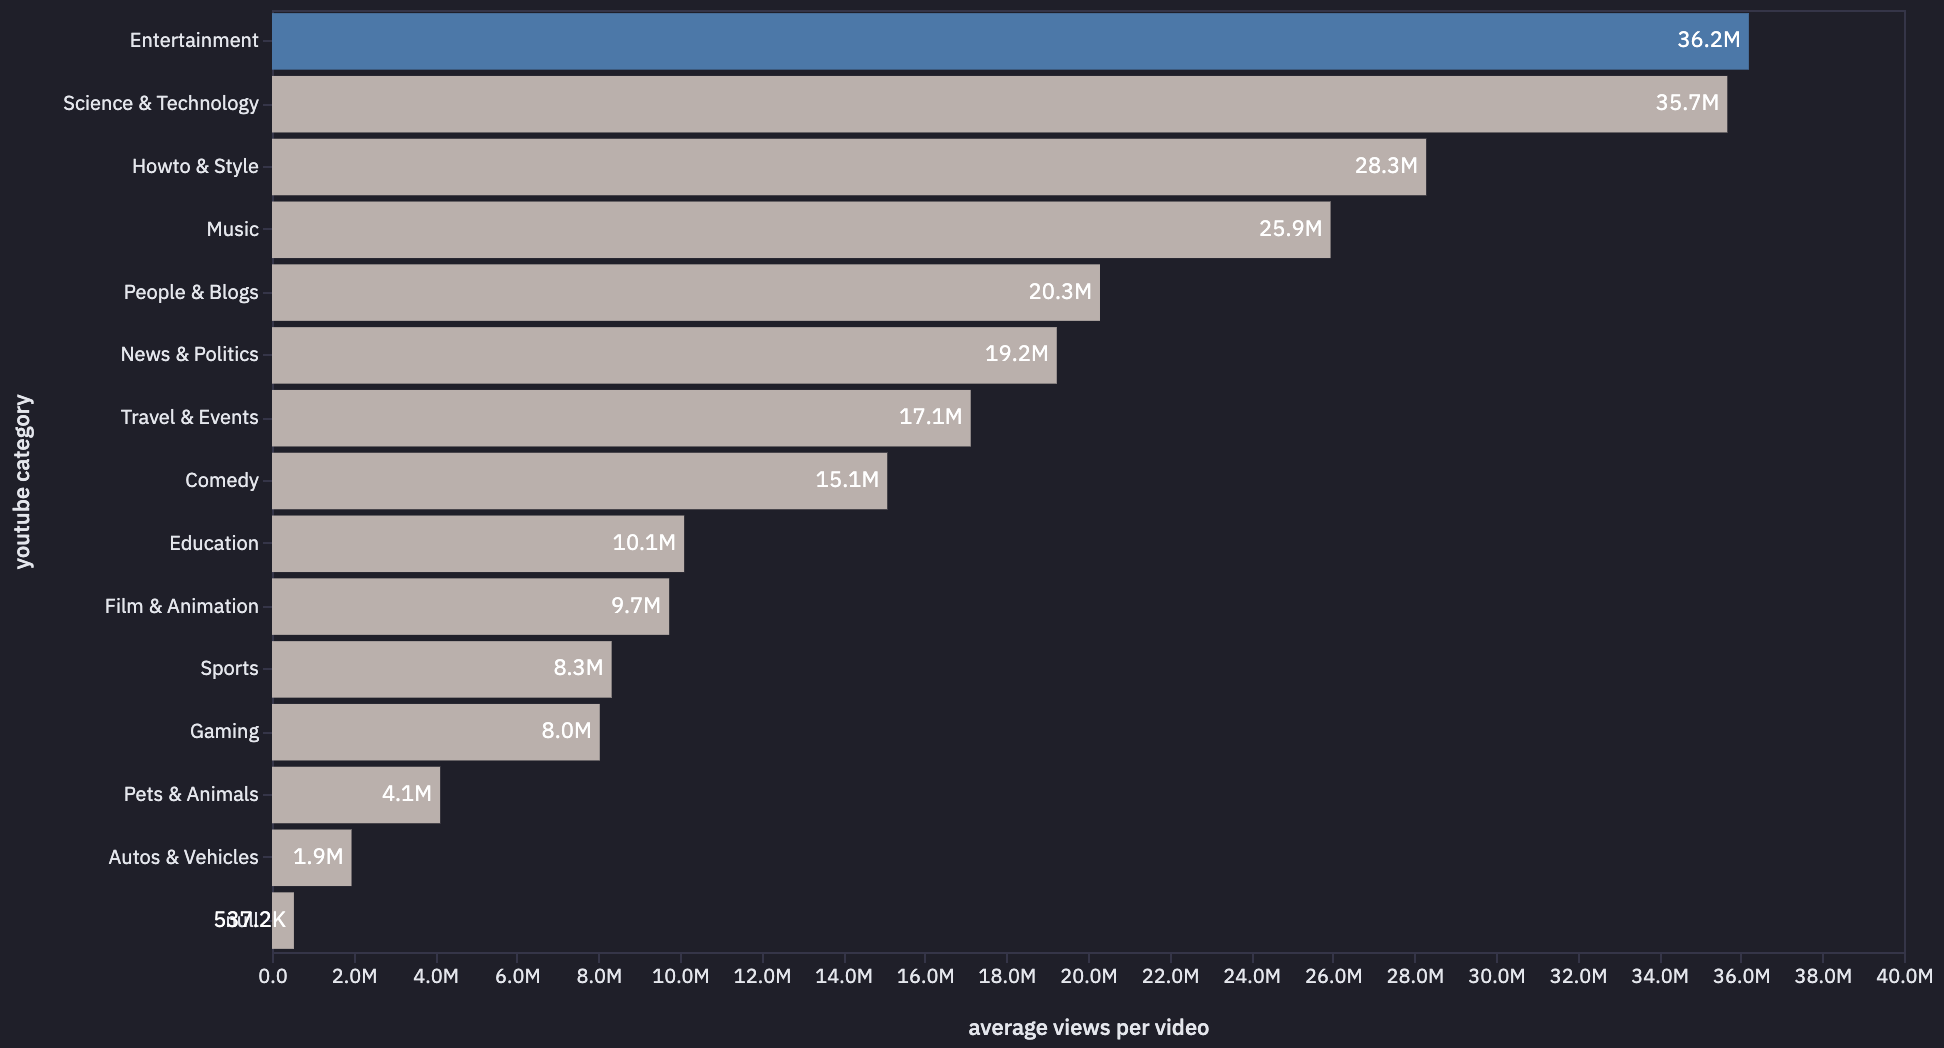 Entertainment 36.2M
Science & Technology 35.7M
Howto & Style 28.3M
Music 25.9M
People & Blogs 20.3M
News & Politics 19.2M
Travel & Events 17.1M
Comedy 15.1M
Education 10.1M
Film & Animation 9.7M
Sports 8.3M
Gaming 8.0M
Pets & Animals 4.1M
Autos & Vehicles 1.9M
null 537.2K
youtube category
0.0 2.0M 4.0M 6.0M 8.0M 10.0M 12.0M 14.0M 16.0M 18.0M 20.0M 22.0M 24.0M 26.0M 28.0M 30.0M 32.0M 34.0M 36.0M 38.0M 40.0M
average views per video